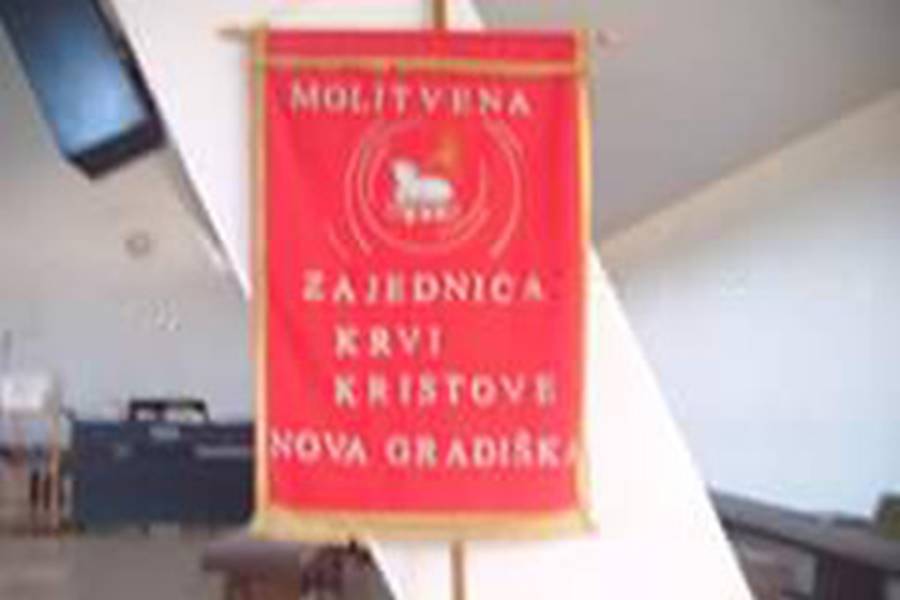 MOLITVENA
ZAJEDNICA
KRVI
KRISTOVE
NOVA GRADIŠKA